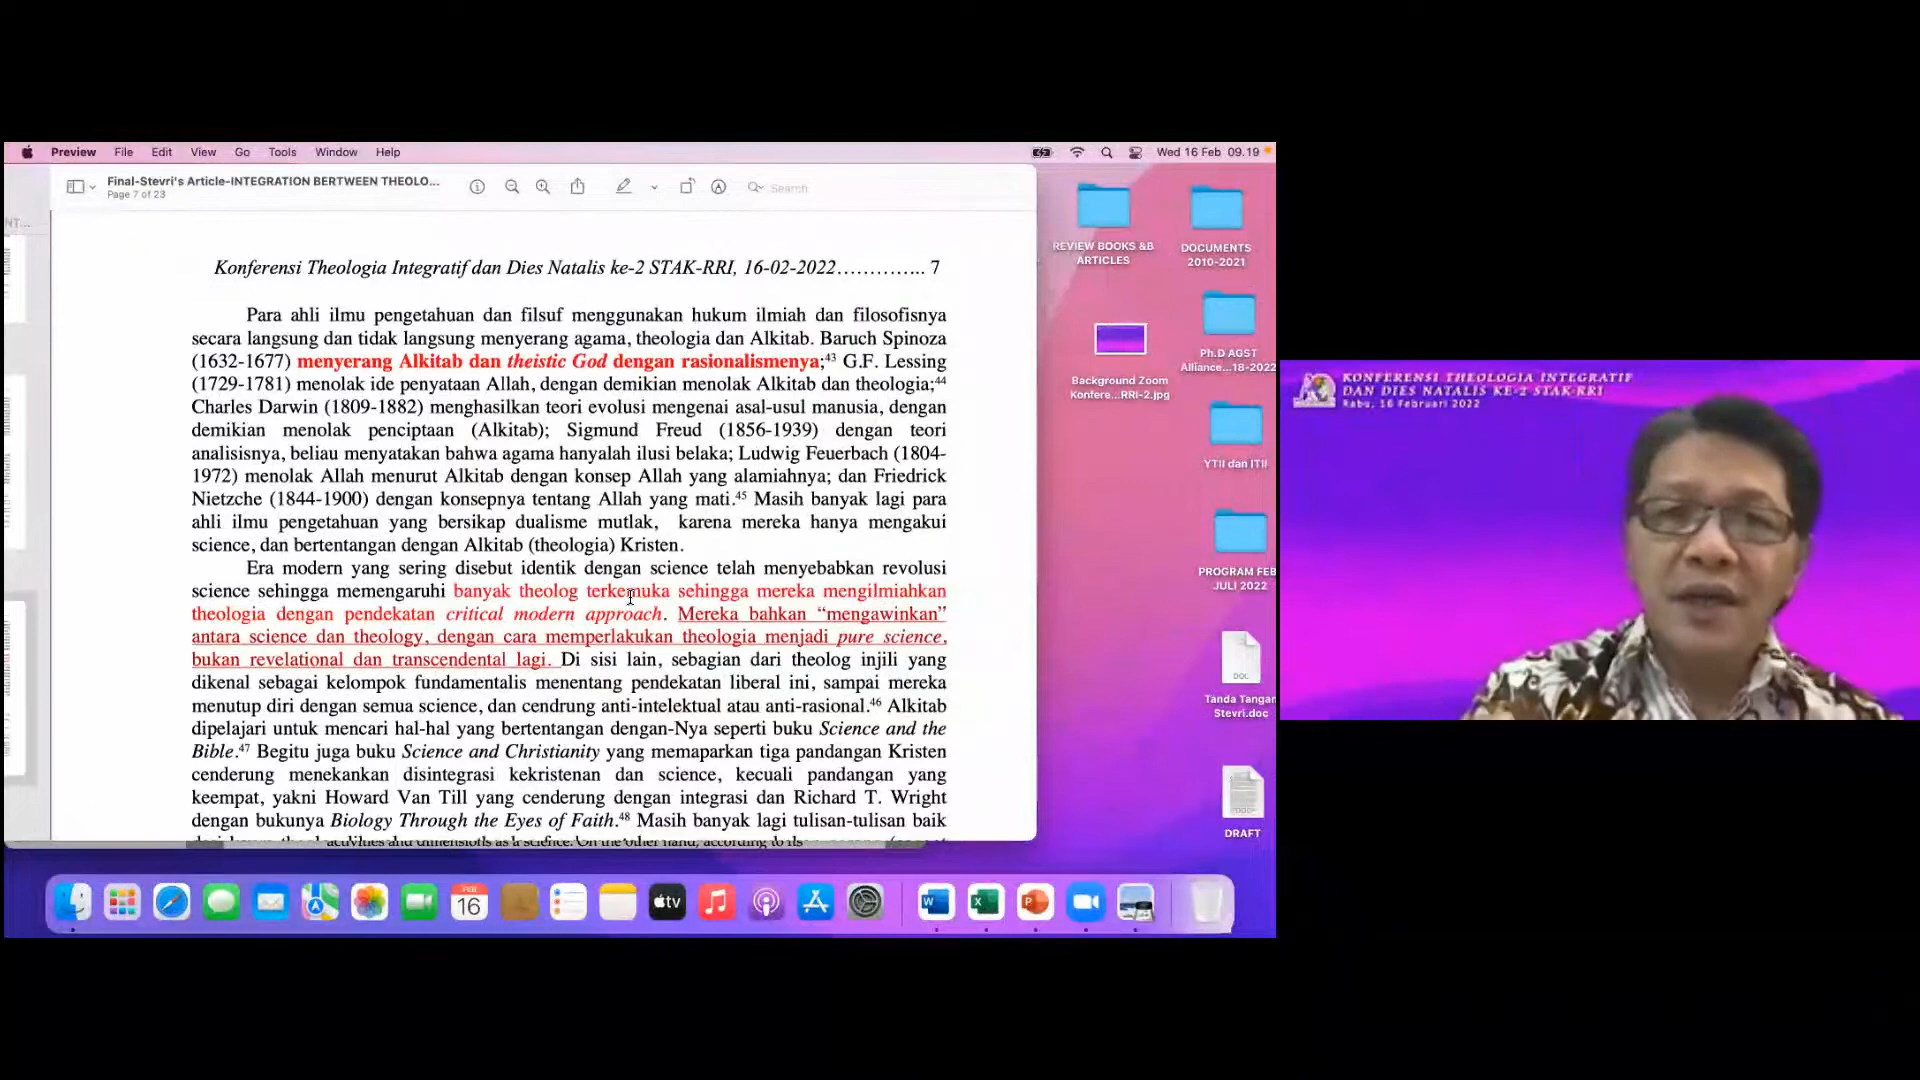 Preview File Edit View Go Tools Window Help
Wed 16 Feb 09.19
Final-Stevri's Article-INTEGRATION BERTWEEN THEOLO...
Page 7 of 23
Search
NT...
Konferensi Theologia Integratif dan Dies Natalis ke-2 STAK-RRI, 16-02-2022………….. 7
Para ahli ilmu pengetahuan dan filsuf menggunakan hukum ilmiah dan filosofisnya
secara langsung dan tidak langsung menyerang agama, theologia dan Alkitab. Baruch Spinoza
(1632-1677) menyerang Alkitab dan theistic God dengan rasionalismenya;43 G.F. Lessing
(1729-1781) menolak ide penyataan Allah, dengan demikian menolak Alkitab dan theologia;44
Charles Darwin (1809-1882) menghasilkan teori evolusi mengenai asal-usul manusia, dengan
demikian menolak penciptaan (Alkitab); Sigmund Freud (1856-1939) dengan teori
analisisnya, beliau menyatakan bahwa agama hanyalah ilusi belaka; Ludwig Feuerbach (1804-
1972) menolak Allah menurut Alkitab dengan konsep Allah yang alamiahnya; dan Friedrick
Nietzche (1844-1900) dengan konsepnya tentang Allah yang mati.45 Masih banyak lagi para
ahli ilmu pengetahuan yang bersikap dualisme mutlak, karena mereka hanya mengakui
science, dan bertentangan dengan Alkitab (theologia) Kristen.
Era modern yang sering disebut identik dengan science telah menyebabkan revolusi
science sehingga memengaruhi banyak theolog terkemuka sehingga mereka mengilmiahkan
theologia dengan pendekatan critical modern approach. Mereka bahkan “mengawinkan”
antara science dan theology, dengan cara memperlakukan theologia menjadi pure science,
bukan revelational dan transcendental lagi. Di sisi lain, sebagian dari theolog injili yang
dikenal sebagai kelompok fundamentalis menentang pendekatan liberal ini, sampai mereka
menutup diri dengan semua science, dan cendrung anti-intelektual atau anti-rasional.46 Alkitab
dipelajari untuk mencari hal-hal yang bertentangan dengan-Nya seperti buku Science and the
Bible.47 Begitu juga buku Science and Christianity yang memaparkan tiga pandangan Kristen
cenderung menekankan disintegrasi kekristenan dan science, kecuali pandangan yang
keempat, yakni Howard Van Till yang cenderung dengan integrasi dan Richard T. Wright
dengan bukunya Biology Through the Eyes of Faith.48 Masih banyak lagi tulisan-tulisan baik
activities and dimensions as a science. On the other hand, according to its
REVIEW BOOKS &B
ARTICLES
DOCUMENTS
2010-2021
Background Zoom
Konfere...RRI-2.jpg
Ph.D AGST
Alliance...18-2022
YTII dan ITII
PROGRAM FEB
JULI 2022
DOC
Tanda Tangan
Stevri.doc
DRAFT
FEB
16
tv
W
X
P
KONFERENSI THEOLOGIA INTEGRATIF
DAN DIES NATALIS KE-2 STAK-RRI
Rabu, 16 Februari 2022